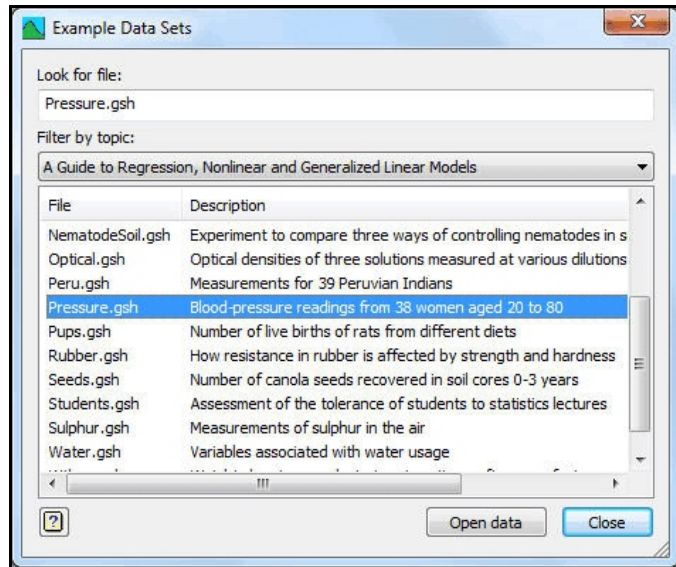 Example Data Sets
Look for file:
Pressure.gsh
Filter by topic:
A Guide to Regression, Nonlinear and Generalized Linear Models
File Description
NematodeSoil.gsh Experiment to compare three ways of controlling nematodes in s
Optical.gsh Optical densities of three solutions measured at various dilutions
Peru.gsh Measurements for 39 Peruvian Indians
Pressure.gsh Blood-pressure readings from 38 women aged 20 to 80
Pups.gsh Number of live births of rats from different diets
Rubber.gsh How resistance in rubber is affected by strength and hardness
Seeds.gsh Number of canola seeds recovered in soil cores 0-3 years
Students.gsh Assessment of the tolerance of students to statistics lectures
Sulphur.gsh Measurements of sulphur in the air
Water.gsh Variables associated with water usage
Open data Close